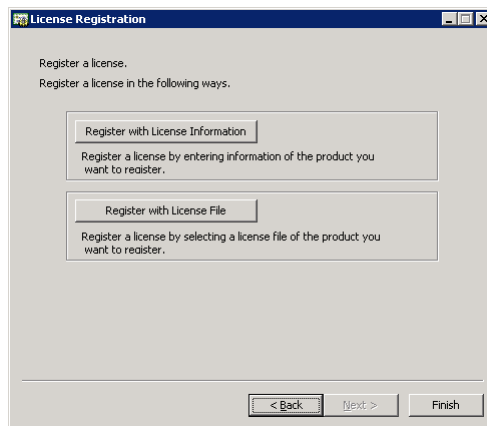 License Registration
Register a license.
Register a license in the following ways.
Register with License Information
Register a license by entering information of the product you
want to register.
Register with License File
Register a license by selecting a license file of the product you
want to register.
< Back
Next >
Finish